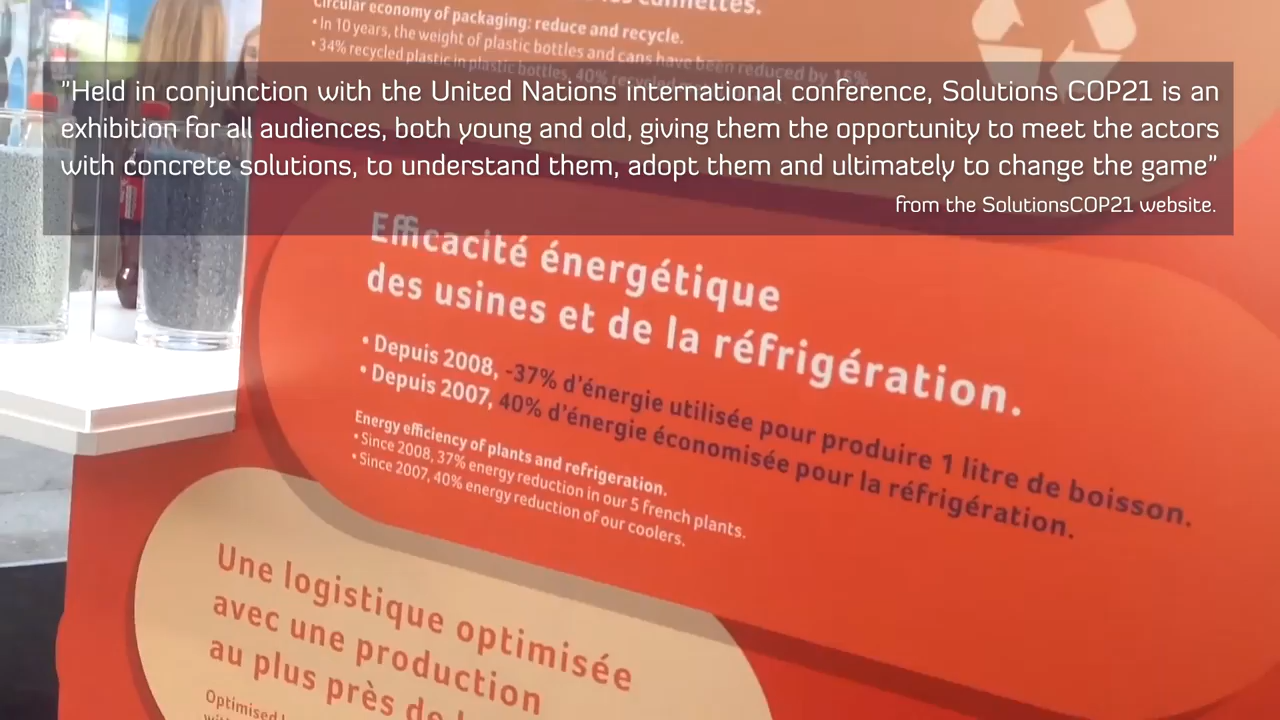 cannettes.
Circular economy of packaging: reduce and recycle.
• In 10 years, the weight of plastic bottles and cans have been reduced by 15%
• 34% recycled plastic in plastic bottles, 40% recycled
"Held in conjunction with the United Nations international conference, Solutions COP21 is an
exhibition for all audiences, both young and old, giving them the opportunity to meet the actors
with concrete solutions, to understand them, adopt them and ultimately to change the game"
from the SolutionsCOP21 website.
Efficacité énergétique
des usines et de la réfrigération.
• Depuis 2008, -37% d'énergie utilisée pour produire 1 litre de boisson.
• Depuis 2007, 40% d'énergie économisée pour la réfrigération.
Energy efficiency of plants and refrigeration.
• Since 2008, 37% energy reduction in our 5 french plants.
• Since 2007, 40% energy reduction of our coolers.
Une logistique optimisée
avec une production
au plus près de
Optimised